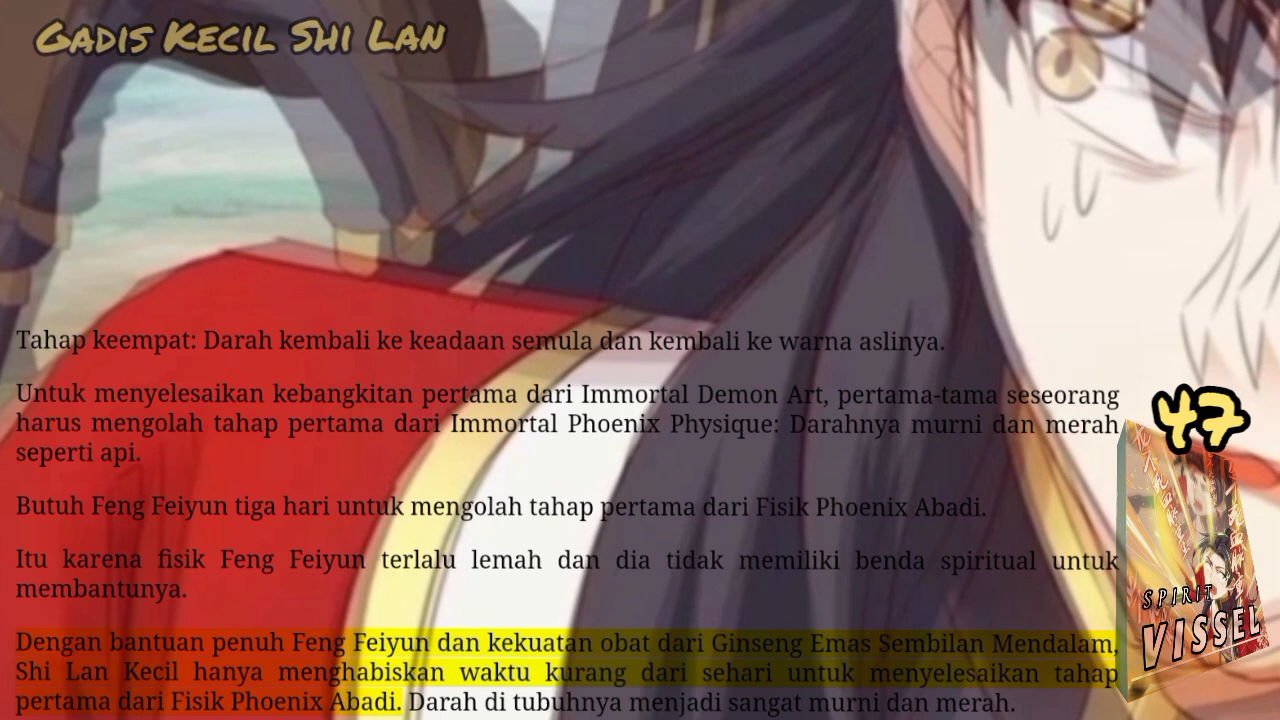 Gadis Kecil Shi Lan
Tahap keempat: Darah kembali ke keadaan semula dan kembali ke warna aslinya.
Untuk menyelesaikan kebangkitan pertama dari Immortal Demon Art, pertama-tama seseorang
harus mengolah tahap pertama dari Immortal Phoenix Physique: Darahnya murni dan merah
seperti api.
Butuh Feng Feiyun tiga hari untuk mengolah tahap pertama dari Fisik Phoenix Abadi.
Itu karena fisik Feng Feiyun terlalu lemah dan dia tidak memiliki benda spiritual untuk
membantunya.
Dengan bantuan penuh Feng Feiyun dan kekuatan obat dari Ginseng Emas Sembilan Mendalam,
Shi Lan Kecil hanya menghabiskan waktu kurang dari sehari untuk menyelesaikan tahap
pertama dari Fisik Phoenix Abadi. Darah di tubuhnya menjadi sangat murni dan merah.
47
SPIRIT
VISSEL